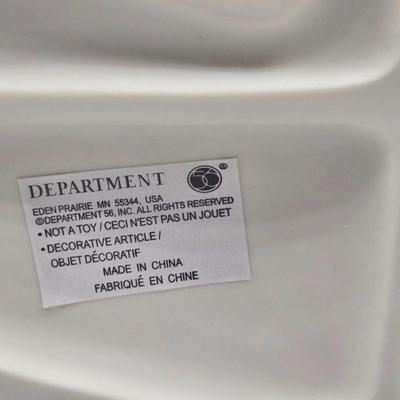 DEPARTMENT 56
EDEN PRAIRIE MN 55344, USA
©DEPARTMENT 56, INC. ALL RIGHTS RESERVED
• NOT A TOY / CECI N'EST PAS UN JOUET
• DECORATIVE ARTICLE /
OBJET DÉCORATIF
MADE IN CHINA
FABRIQUÉ EN CHINE